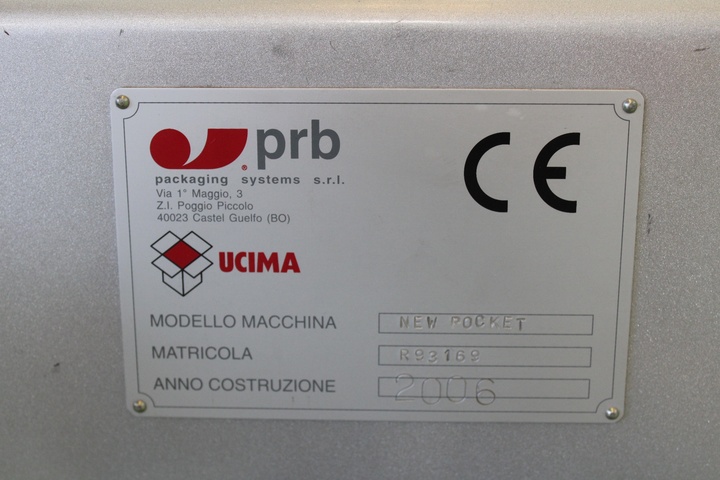 prb
packaging systems s.r.l.
Via 1° Maggio, 3
Z.I. Poggio Piccolo
40023 Castel Guelfo (BO)
CE
UCIMA
MODELLO MACCHINA NEW POCKET
MATRICOLA R93169
ANNO COSTRUZIONE 2006